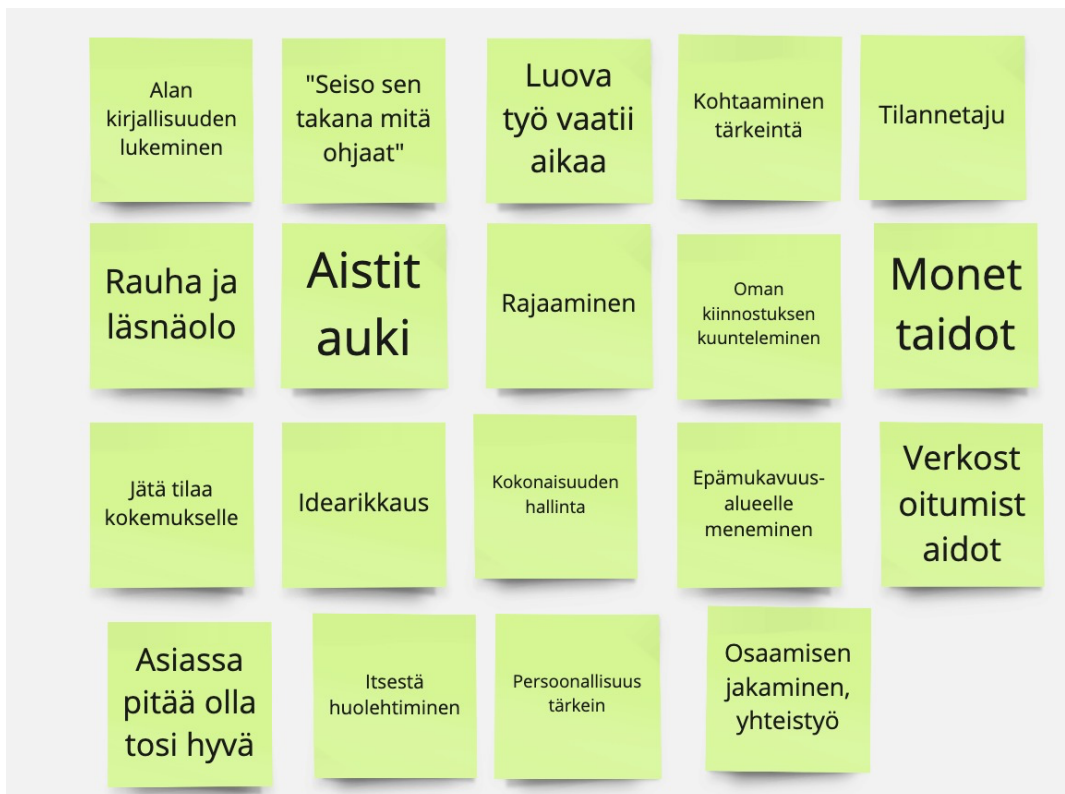 Alan
kirjallisuuden
lukeminen
"Seiso sen
takana mitä
ohjaat"
Luova
työ vaatii
aikaa
Kohtaaminen
tärkeintä
Tilannetaju
Rauha ja
läsnäolo
Aistit
auki
Rajaaminen
Oman
kiinnostuksen
kuunteleminen
Monet
taidot
Jätä tilaa
kokemukselle
Idearikkaus
Kokonaisuuden
hallinta
Epämukavuus-
alueelle
meneminen
Verkost
oitumist
aidot
Asiassa
pitää olla
tosi hyvä
Itsestä
huolehtiminen
Persoonallisuus
tärkein
Osaamisen
jakaminen,
yhteistyö